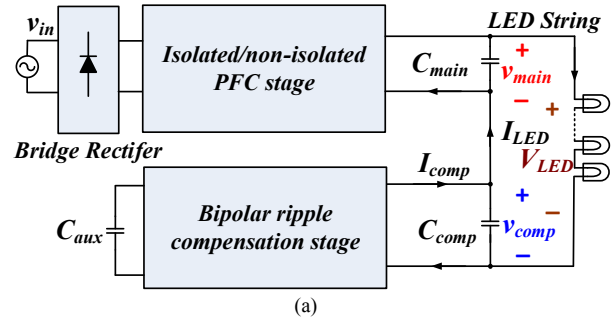 v_in
LED String
Isolated/non-isolated
PFC stage
C_main
+
v_main
−
+
Bridge Rectifer
I_LED
V_LED
I_comp
Bipolar ripple
compensation stage
C_aux
C_comp
+
v_comp
−
−
(a)